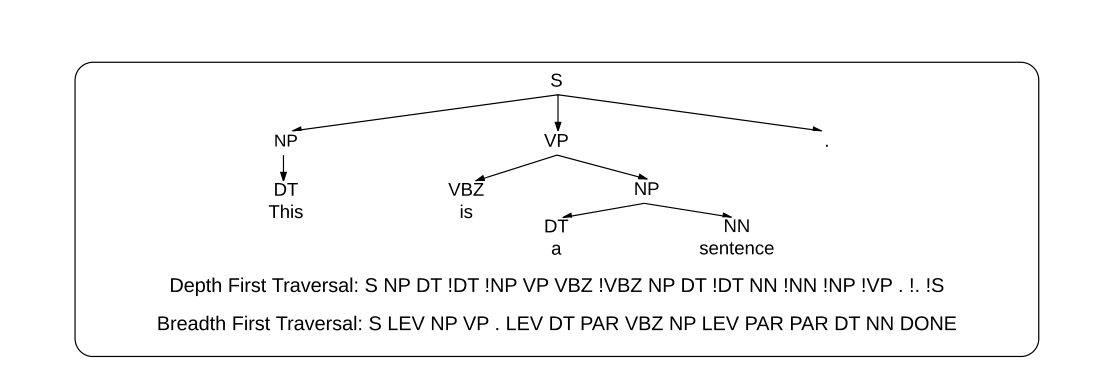 S
NP VP .
DT VBZ NP
This is
DT NN
a sentence
Depth First Traversal: S NP DT !DT !NP VP VBZ !VBZ NP DT !DT NN !NN !NP !VP . !. !S
Breadth First Traversal: S LEV NP VP . LEV DT PAR VBZ NP LEV PAR PAR DT NN DONE